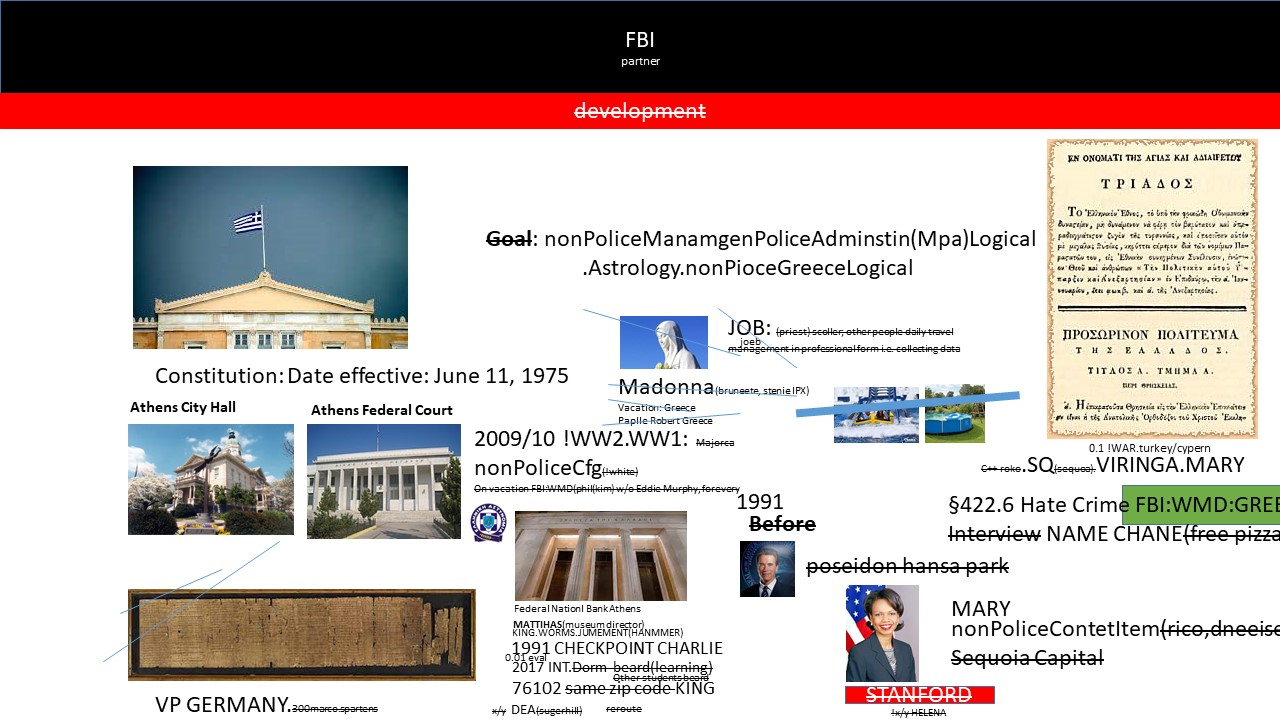 FBI
partner
development
Goal: nonPoliceManamgenPoliceAdminstin(Mpa)Logical
.Astrology.nonPioceGreeceLogical
ΕΝ ΟΝΟΜΑΤΙ ΤΗΣ ΑΓΙΑΣ ΚΑΙ ΑΔΙΑΙΡΕΤΟΥ
ΤΡΙΑΔΟΣ
ΠΡΟΣΩΡΙΝΟΝ ΠΟΛΙΤΕΥΜΑ
ΤΗΣ ΕΛΛΑΔΟΣ.
ΤΙΤΛΟΣ Α. ΤΜΗΜΑ Α.
ΠΕΡΙ ΘΡΗΣΚΕΙΑΣ.
JOB: (priest) scoller; other people daily travel
joeb
management in professional form i.e. collecting data
Constitution: Date effective: June 11, 1975
Madonna(bruneete, stenie IPX)
Vacation: Greece
Paplie Robert Greece
Athens City Hall
Athens Federal Court
2009/10 !WW2.WW1: Majorca
nonPoliceCfg(!white)
On vacation FBI:WMD(phil(kim) w/o Eddie Murphy, forevery
0.1 !WAR.turkey/cypern
C++ roko.SQ(sequoa).VIRINGA.MARY
1991
Before
§422.6 Hate Crime FBI:WMD:GREE
Interview NAME CHANE(free pizza
poseidon hansa park
Federal Nationl Bank Athens
MATTIHAS(museum director)
KING.WORMS.JUMEMENT(HANMMER)
1991 CHECKPOINT CHARLIE
0.01 eval
2017 INT.Dorm beard(learning)
Qther students beard
76102 same zip code KING
x/y DEA(sugerhill) reroute
MARY
nonPoliceContetItem(rico,dneeise
Sequoia Capital
STANFORD
!x/y HELENA
VP GERMANY.300marco.spartens